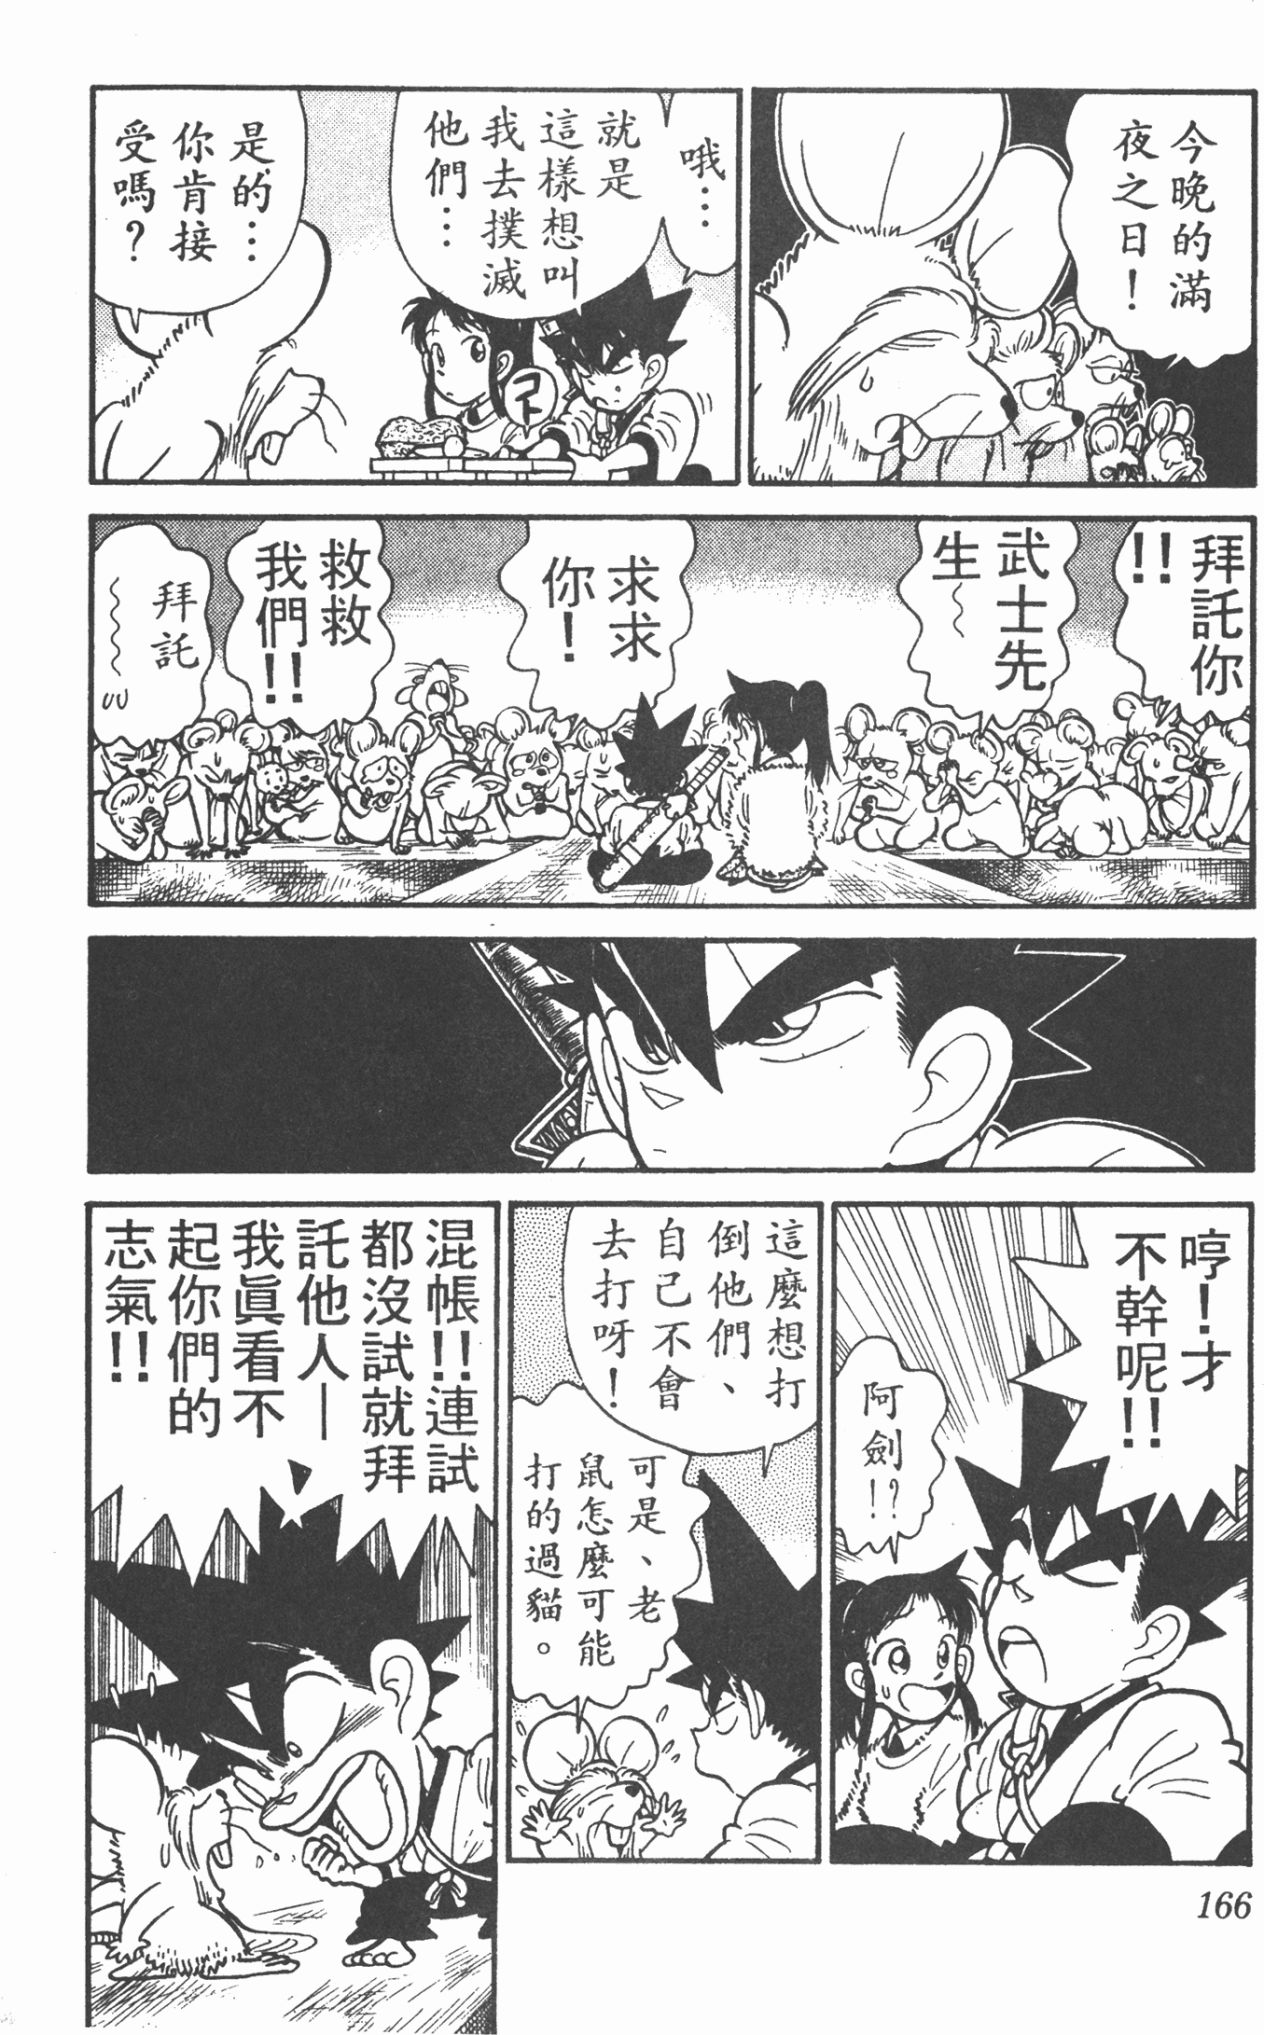 今晚的滿
夜之日！
哦…
就是
這樣想叫
我去撲滅
他們…
是的…
你肯接
受嗎？
拜託你
!!
武士先
生～
求求
你！
救救
我們!!
拜託
～～
哼！才
不幹呢!!
阿劍!?
這麼想打
倒他們、
自己不會
去打呀！
可是、老
鼠怎麼可能
打的過貓。
混帳!!連試
都沒試就拜
託他人—
我眞看不
起你們的
志氣!!
166